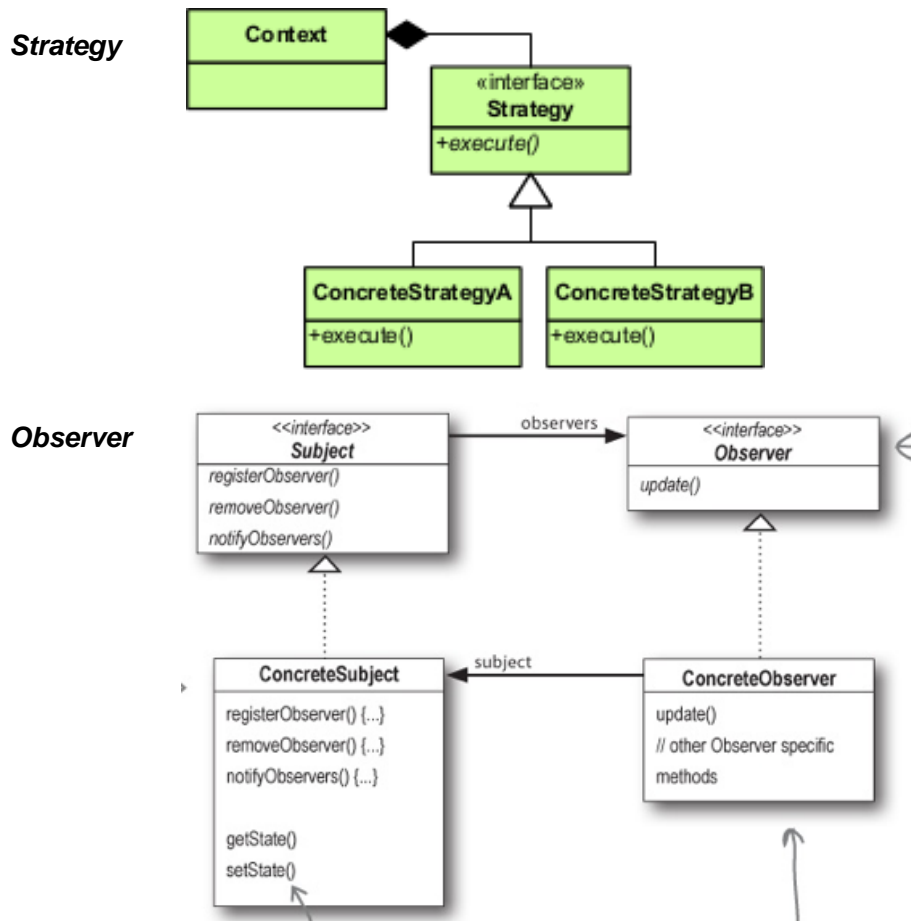 Strategy
Context
«interface»
Strategy
+execute()
ConcreteStrategyA
+execute()
ConcreteStrategyB
+execute()
Observer
<<interface>>
Subject
registerObserver()
removeObserver()
notifyObservers()
observers
<<interface>>
Observer
update()
ConcreteSubject
registerObserver() {...}
removeObserver() {...}
notifyObservers() {...}
getState()
setState()
subject
ConcreteObserver
update()
// other Observer specific
methods